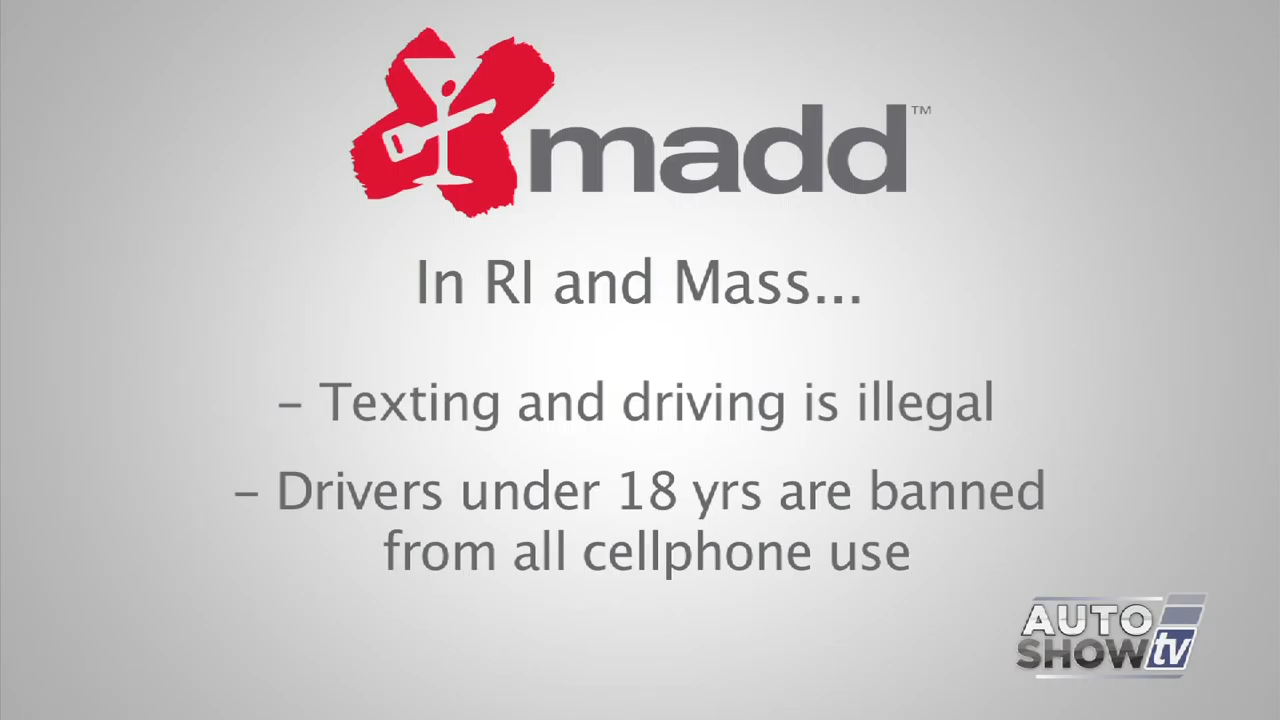 madd™
In RI and Mass...
– Texting and driving is illegal
– Drivers under 18 yrs are banned
from all cellphone use
AUTO
SHOW tv